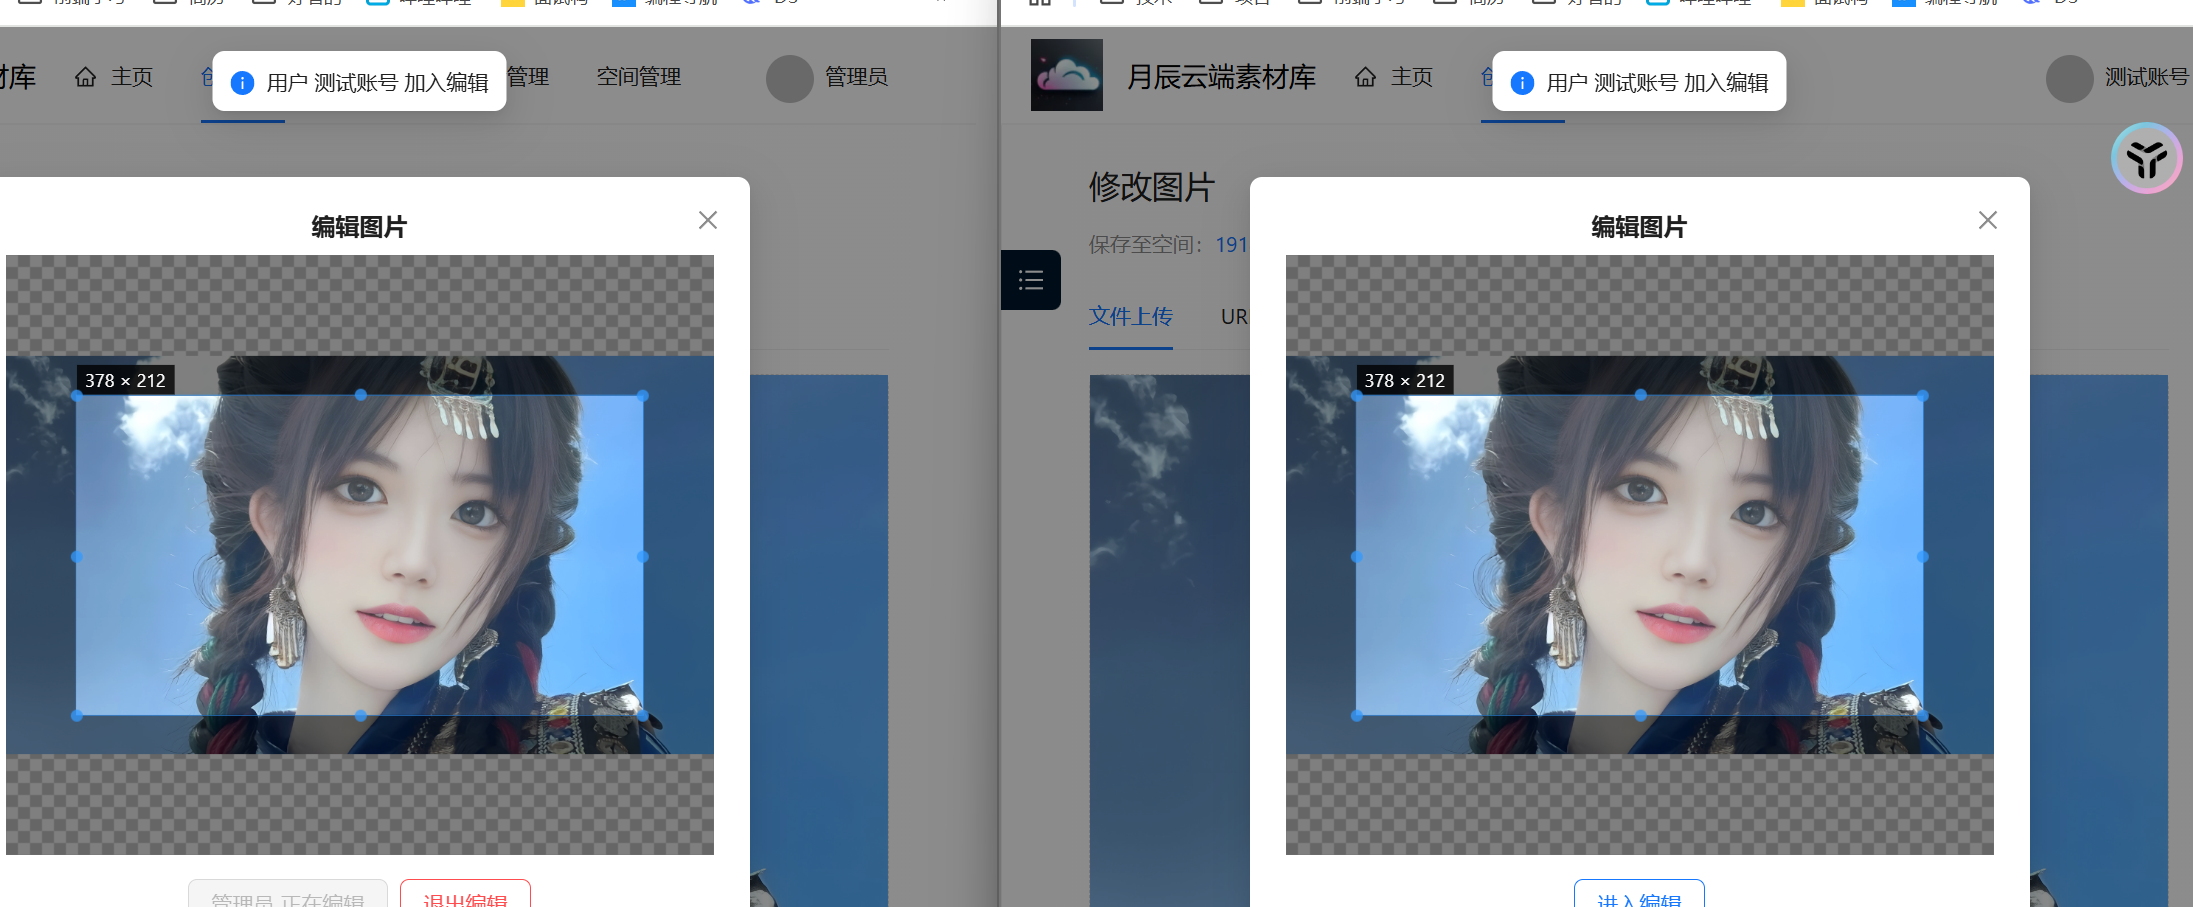 材库
主页
用户 测试账号 加入编辑
管理
空间管理
管理员
编辑图片
378 × 212
管理员 正在编辑
退出编辑
月辰云端素材库
主页
用户 测试账号 加入编辑
测试账号
修改图片
保存至空间：191
文件上传
UR
编辑图片
378 × 212
进入编辑